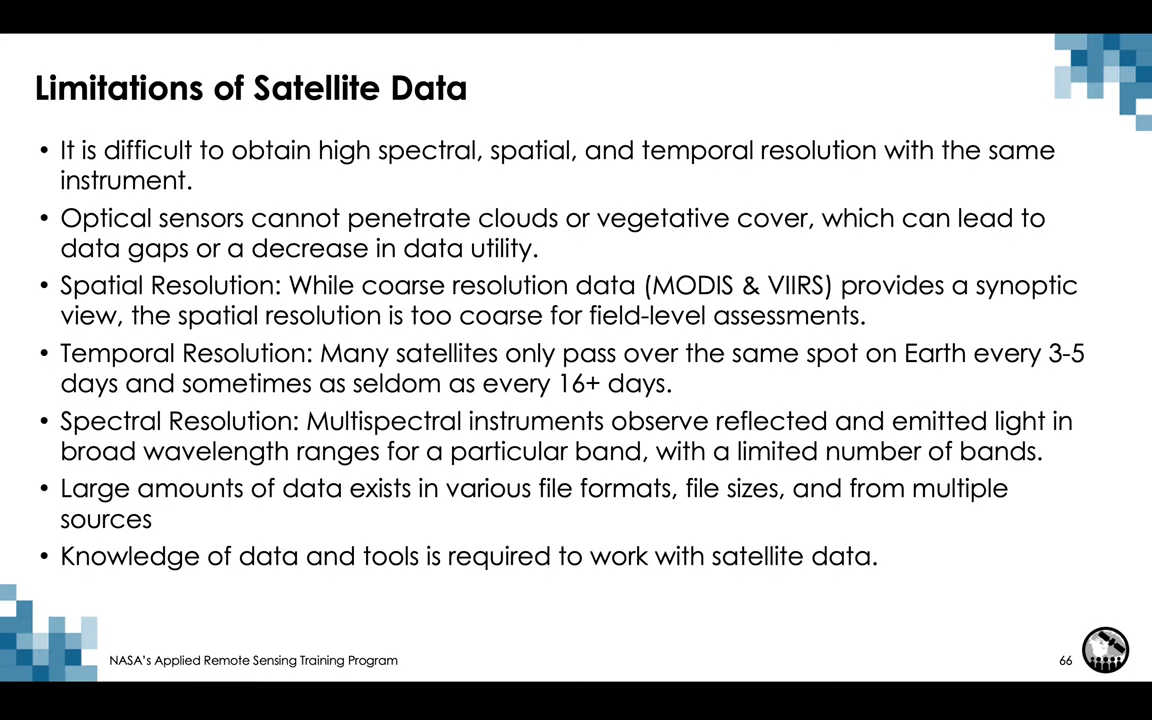 Limitations of Satellite Data
• It is difficult to obtain high spectral, spatial, and temporal resolution with the same
instrument.
• Optical sensors cannot penetrate clouds or vegetative cover, which can lead to
data gaps or a decrease in data utility.
• Spatial Resolution: While coarse resolution data (MODIS & VIIRS) provides a synoptic
view, the spatial resolution is too coarse for field-level assessments.
• Temporal Resolution: Many satellites only pass over the same spot on Earth every 3-5
days and sometimes as seldom as every 16+ days.
• Spectral Resolution: Multispectral instruments observe reflected and emitted light in
broad wavelength ranges for a particular band, with a limited number of bands.
• Large amounts of data exists in various file formats, file sizes, and from multiple
sources
• Knowledge of data and tools is required to work with satellite data.
NASA's Applied Remote Sensing Training Program
66